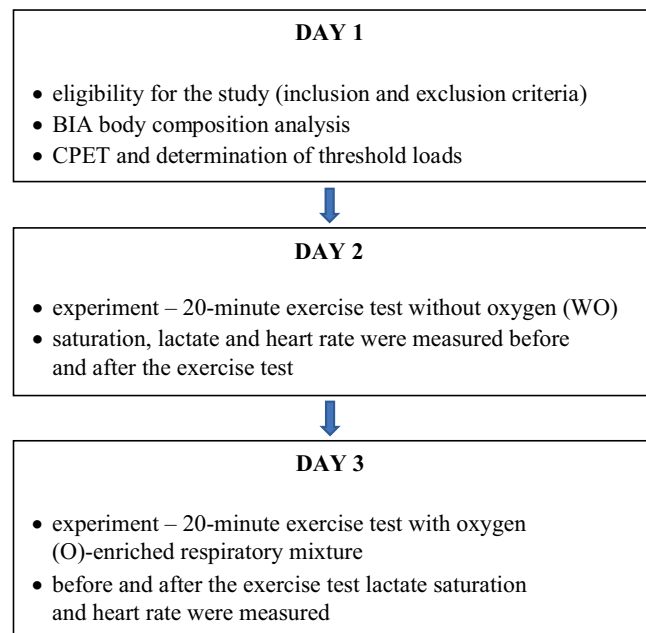 DAY 1
• eligibility for the study (inclusion and exclusion criteria)
• BIA body composition analysis
• CPET and determination of threshold loads
DAY 2
• experiment – 20-minute exercise test without oxygen (WO)
• saturation, lactate and heart rate were measured before
and after the exercise test
DAY 3
• experiment – 20-minute exercise test with oxygen
(O)-enriched respiratory mixture
• before and after the exercise test lactate saturation
and heart rate were measured